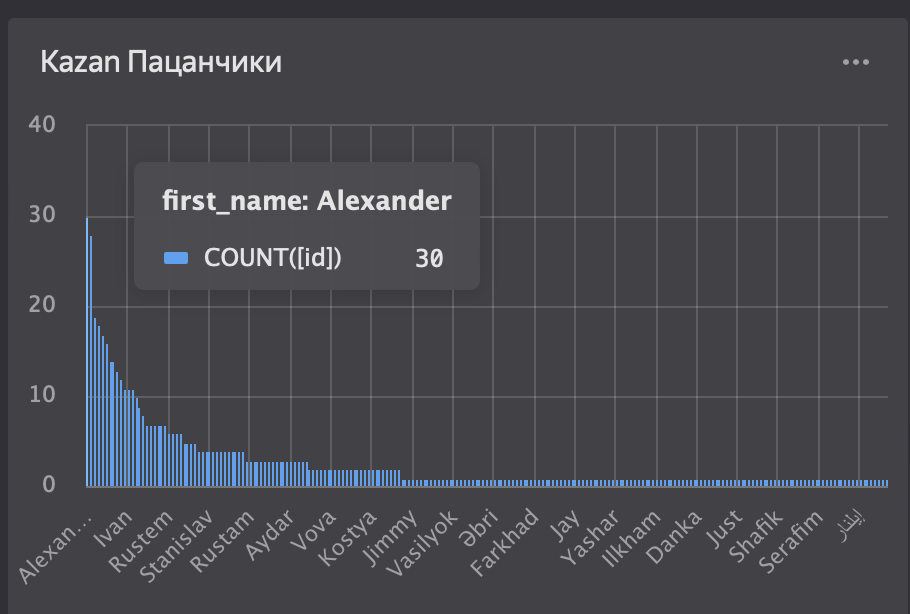 Kazan Пацанчики
40
first_name: Alexander
30
COUNT([id]) 30
20
10
0
Alexan... Ivan Rustem Stanislav Rustam Aydar Vova Kostya Jimmy Vasilyok Əbri Farkhad Jay Yashar Ilkham Danka Just Shafik Serafim